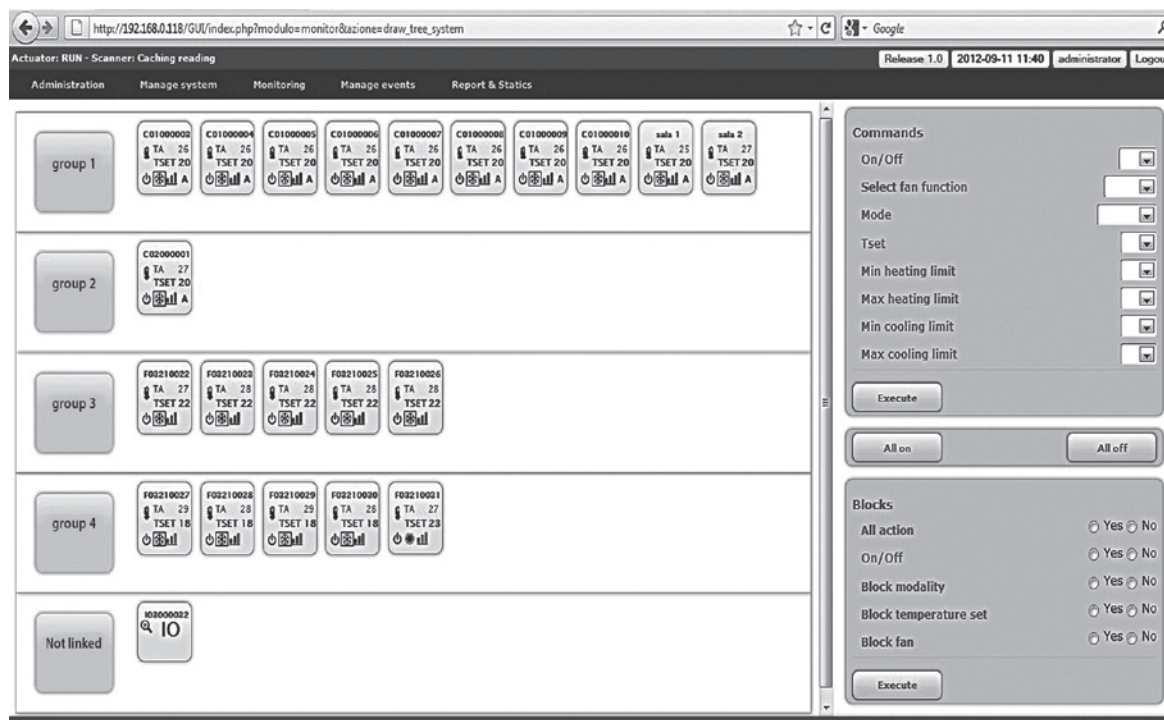 http://192.168.0.118/GUI/index.php?modulo=monitor&azione=draw_tree_system
Google
Actuator: RUN - Scanner: Caching reading
Release 1.0 2012-09-11 11:40 administrator Logou
Administration Manage system Monitoring Manage events Report & Statics
group 1
C01000002 C01000004 C01000005 C01000006 C01000007 C01000008 C01000009 C01000010 sala 1 sala 2
TA 26 TA 26 TA 26 TA 26 TA 26 TA 26 TA 26 TA 26 TA 25 TA 27
TSET 20 TSET 20 TSET 20 TSET 20 TSET 20 TSET 20 TSET 20 TSET 20 TSET 20 TSET 20
A A A A A A A A A A
group 2
C02000001
TA 27
TSET 20
A
group 3
F03210022 F03210023 F03210024 F03210025 F03210026
TA 27 TA 28 TA 28 TA 28 TA 28
TSET 22 TSET 22 TSET 22 TSET 22 TSET 22
group 4
F03210027 F03210028 F03210029 F03210030 F03210031
TA 29 TA 28 TA 29 TA 28 TA 27
TSET 18 TSET 18 TSET 18 TSET 18 TSET 23
Not linked
I03000032
IO
Commands
On/Off
Select fan function
Mode
Tset
Min heating limit
Max heating limit
Min cooling limit
Max cooling limit
Execute
All on All off
Blocks
All action Yes No
On/Off Yes No
Block modality Yes No
Block temperature set Yes No
Block fan Yes No
Execute